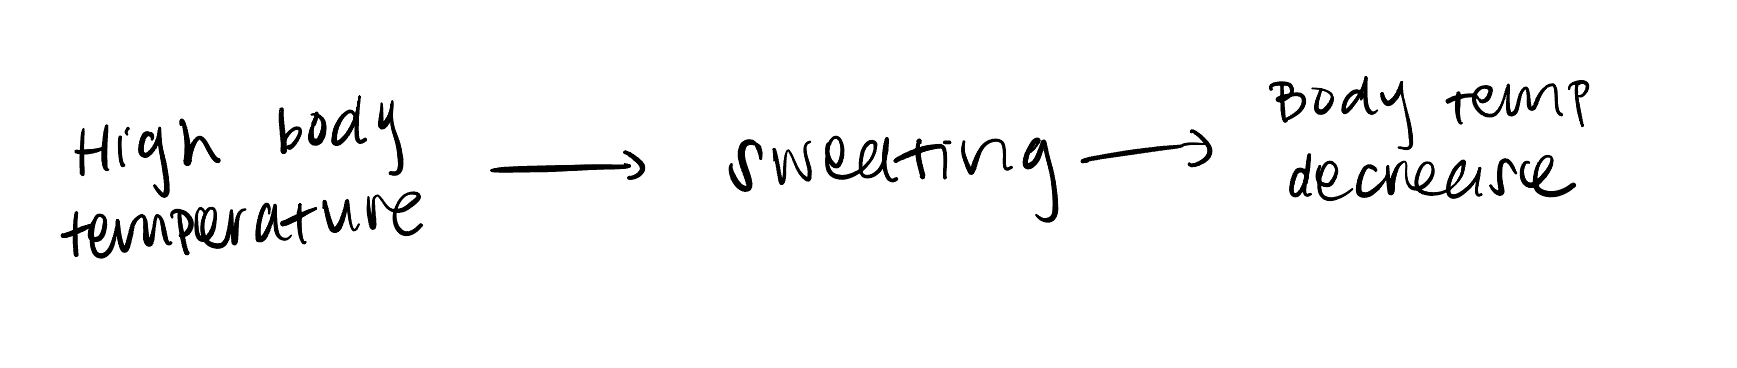 High body
temperature
sweating
Body temp
decrease